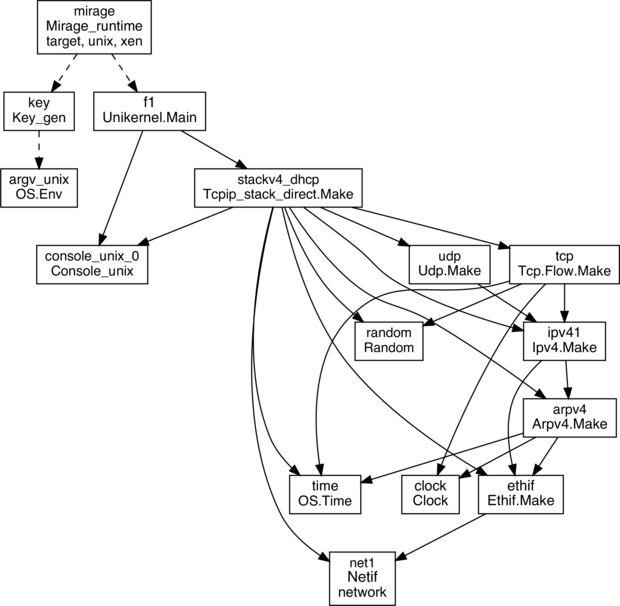 mirage
Mirage_runtime
target, unix, xen
key
Key_gen
f1
Unikernel.Main
argv_unix
OS.Env
stackv4_dhcp
Tcpip_stack_direct.Make
console_unix_0
Console_unix
udp
Udp.Make
tcp
Tcp.Flow.Make
random
Random
ipv41
Ipv4.Make
arpv4
Arpv4.Make
time
OS.Time
clock
Clock
ethif
Ethif.Make
net1
Netif
network